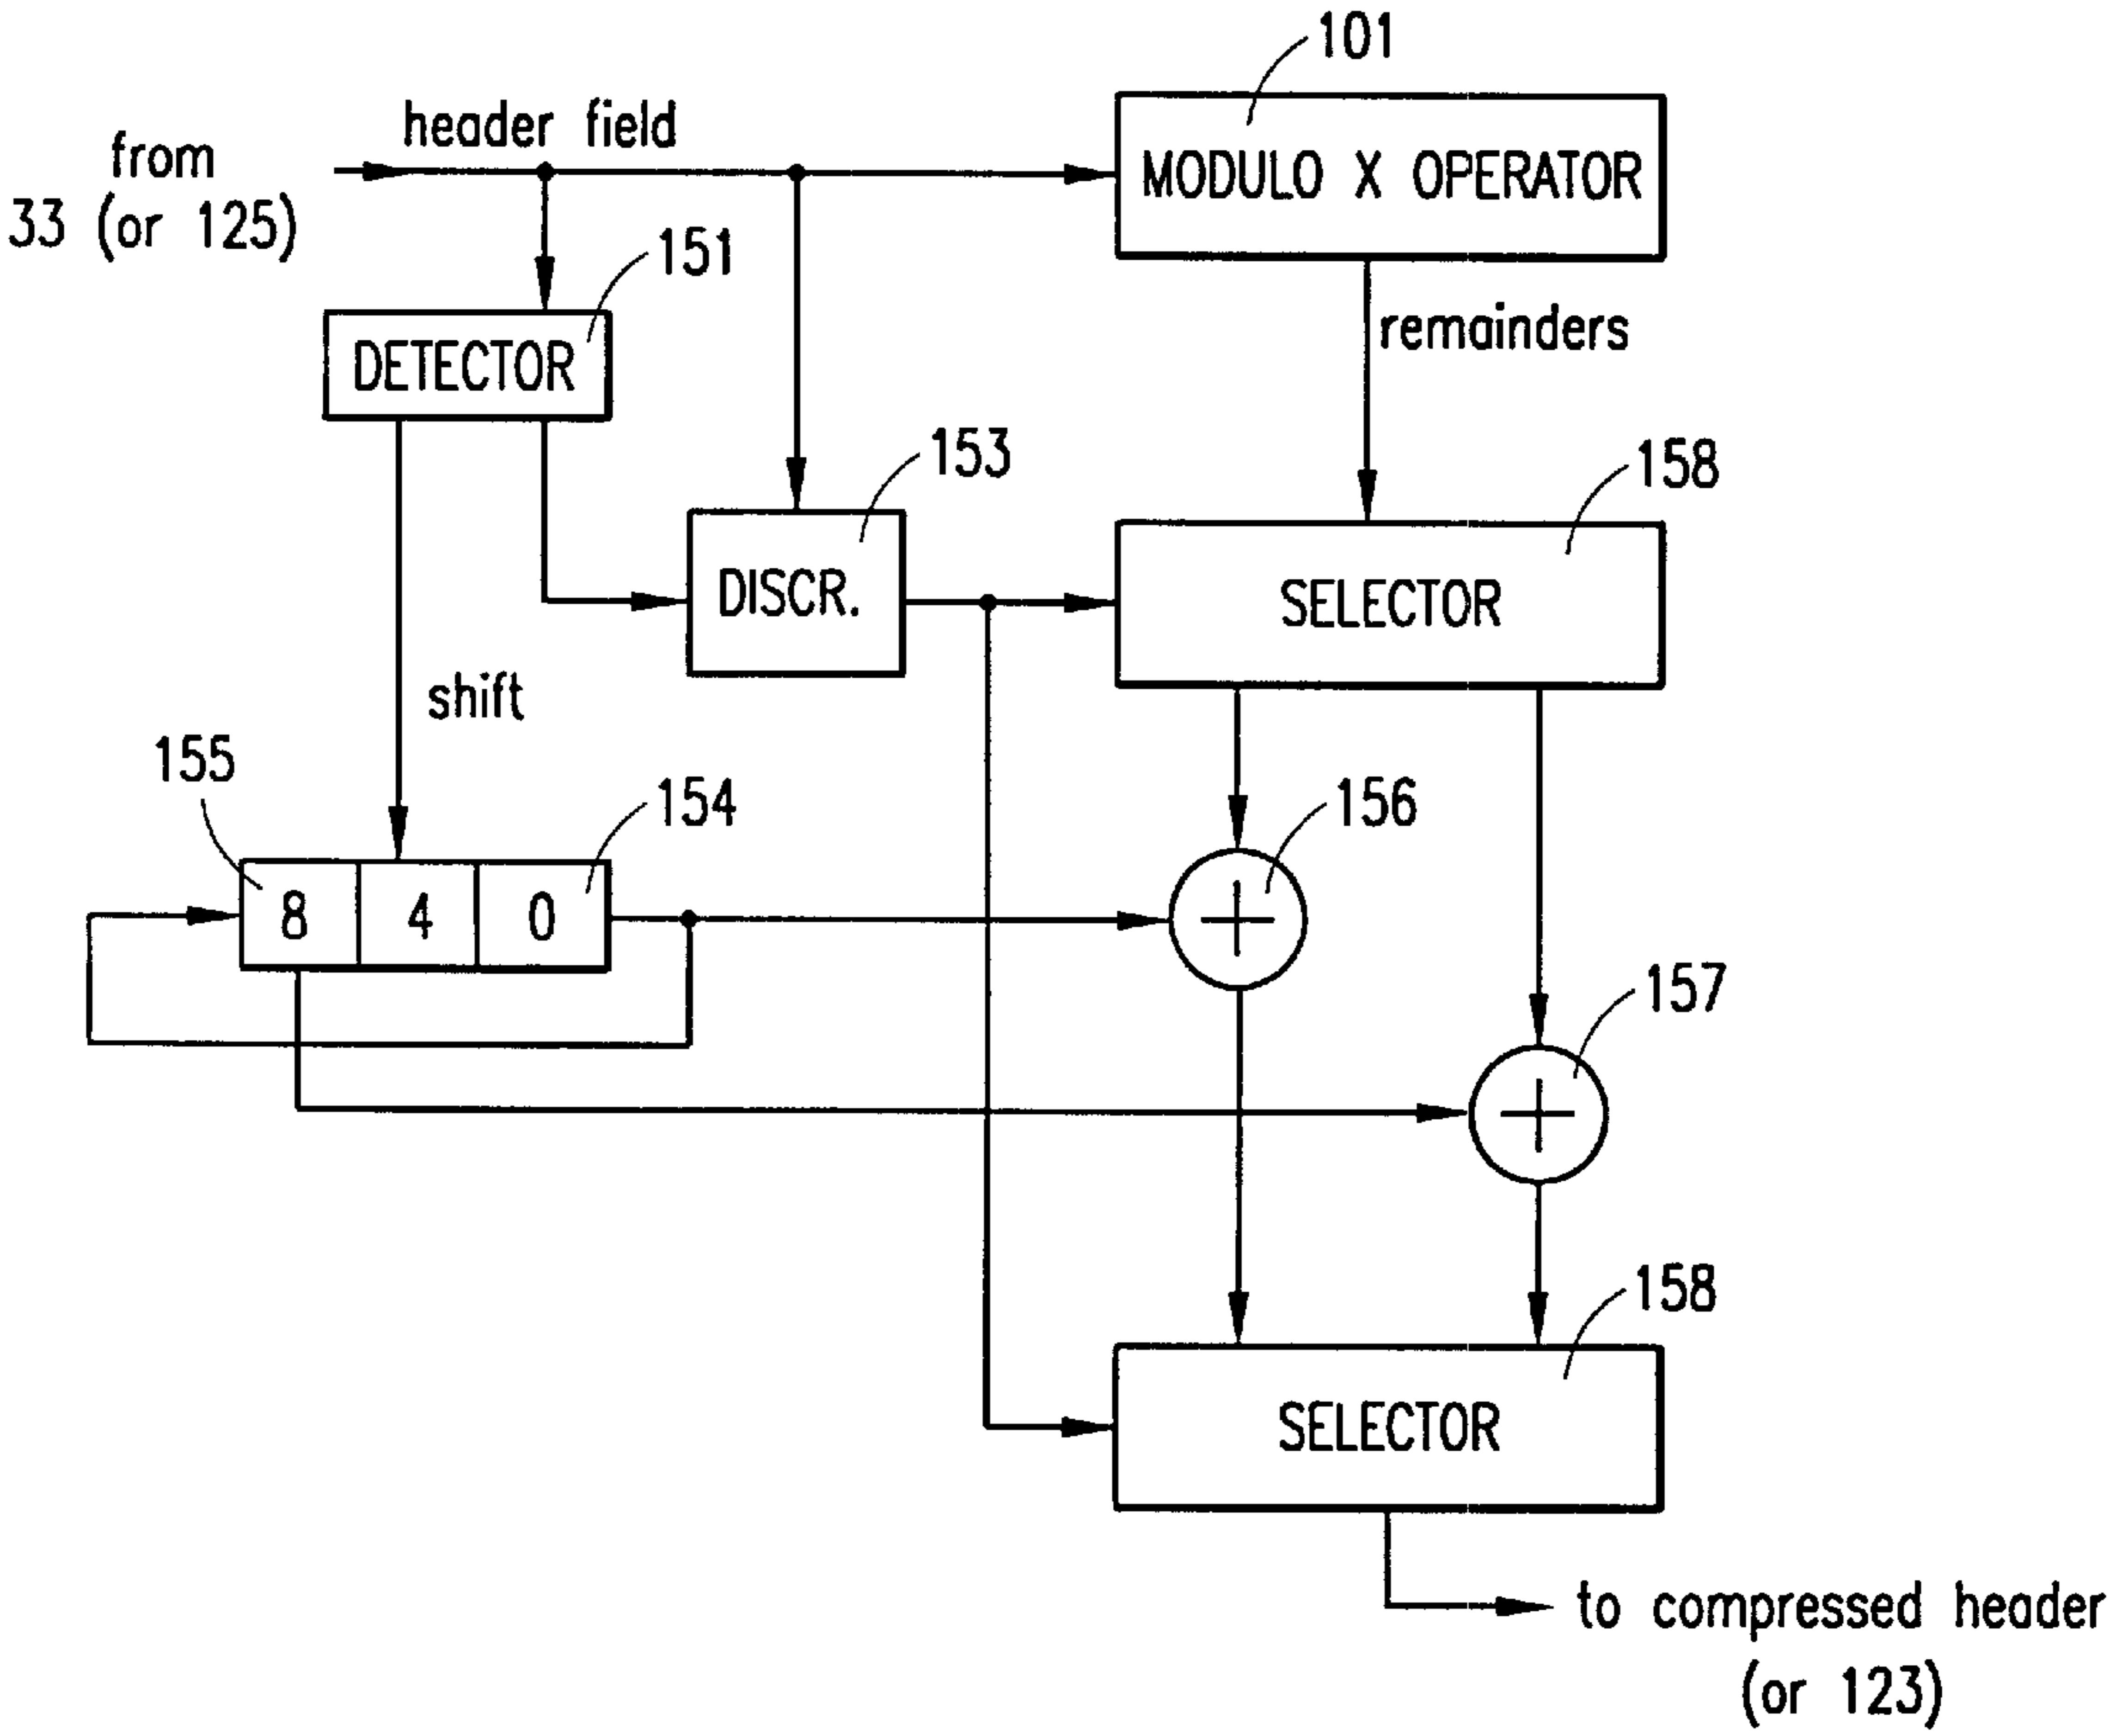 101
header field
from
33 (or 125)
MODULO X OPERATOR
151
DETECTOR
remainders
153
158
DISCR.
SELECTOR
shift
155
154
156
8 4 0
157
158
SELECTOR
to compressed header
(or 123)